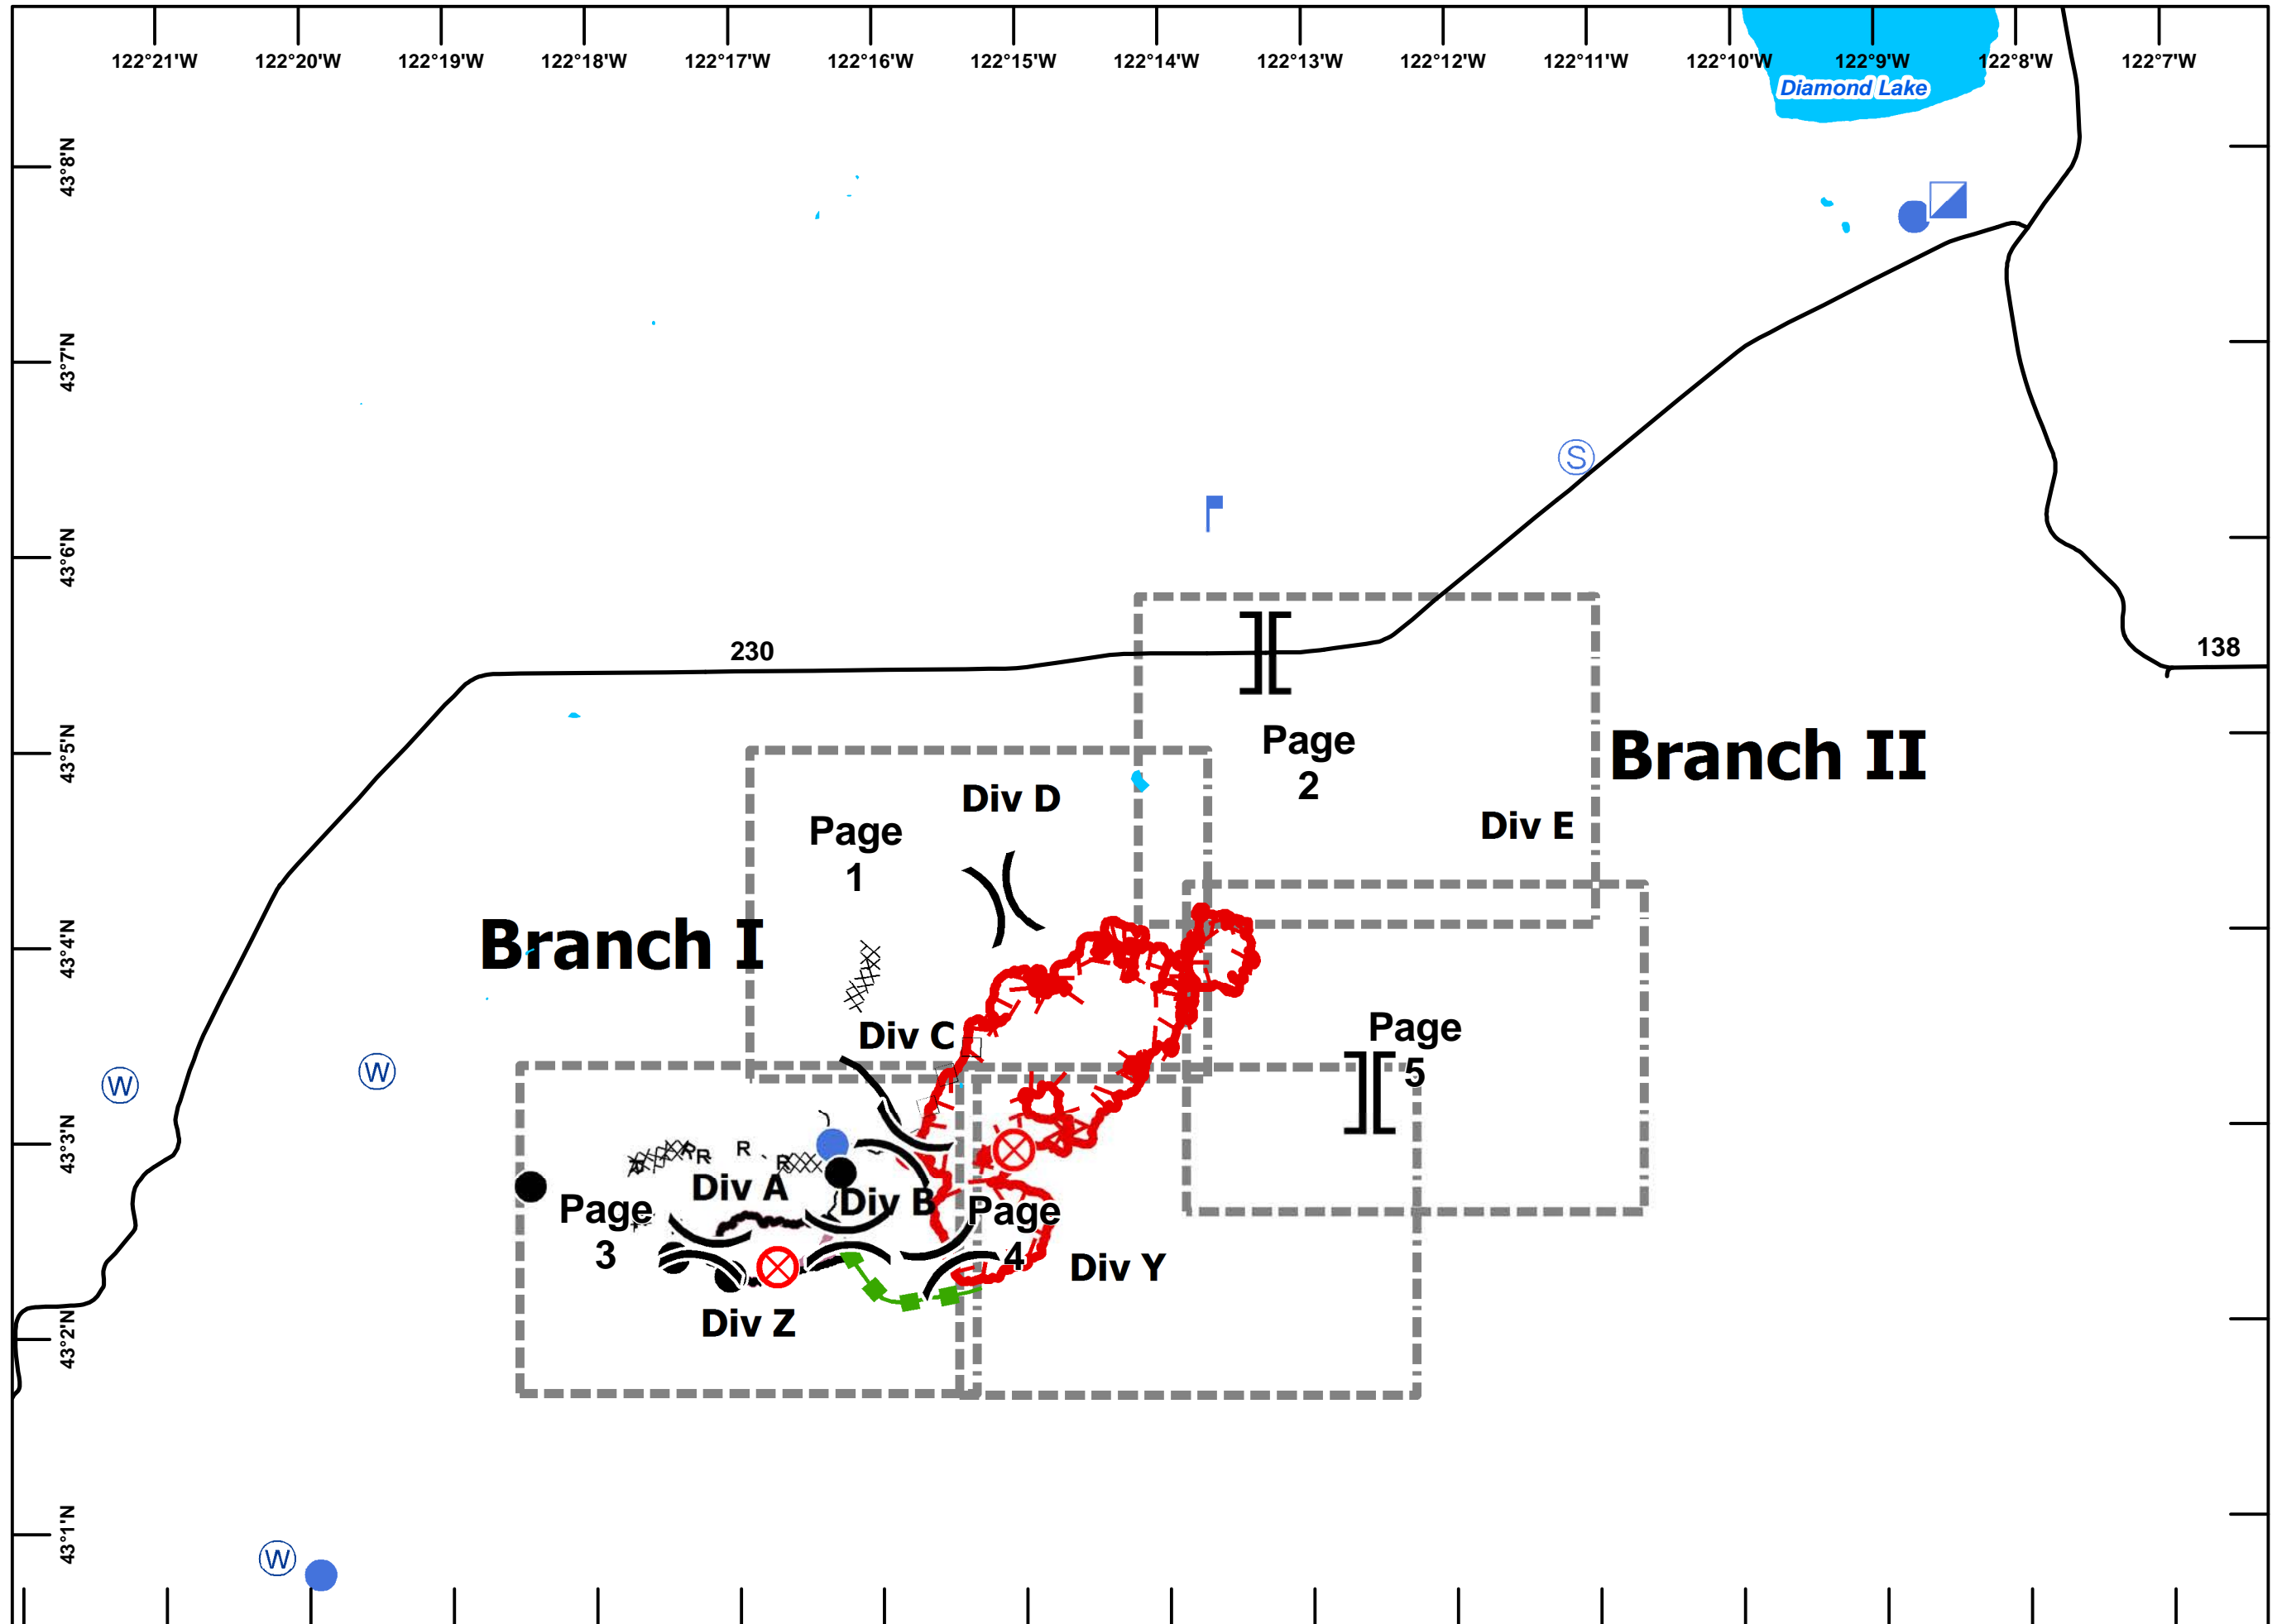 122°21'W 122°20'W 122°19'W 122°18'W 122°17'W 122°16'W 122°15'W 122°14'W 122°13'W 122°12'W 122°11'W 122°10'W 122°9'W 122°8'W 122°7'W
Diamond Lake
43°8'N
43°7'N
S
43°6'N
230
138
43°5'N
Page
2
Branch II
Div D
Div E
Page
1
Branch I
43°4'N
Div C
Page
5
W
W
43°3'N
R
R
R
R
Div A
Div B
Page
3
Page
4
Div Y
Div Z
43°2'N
43°1'N
W